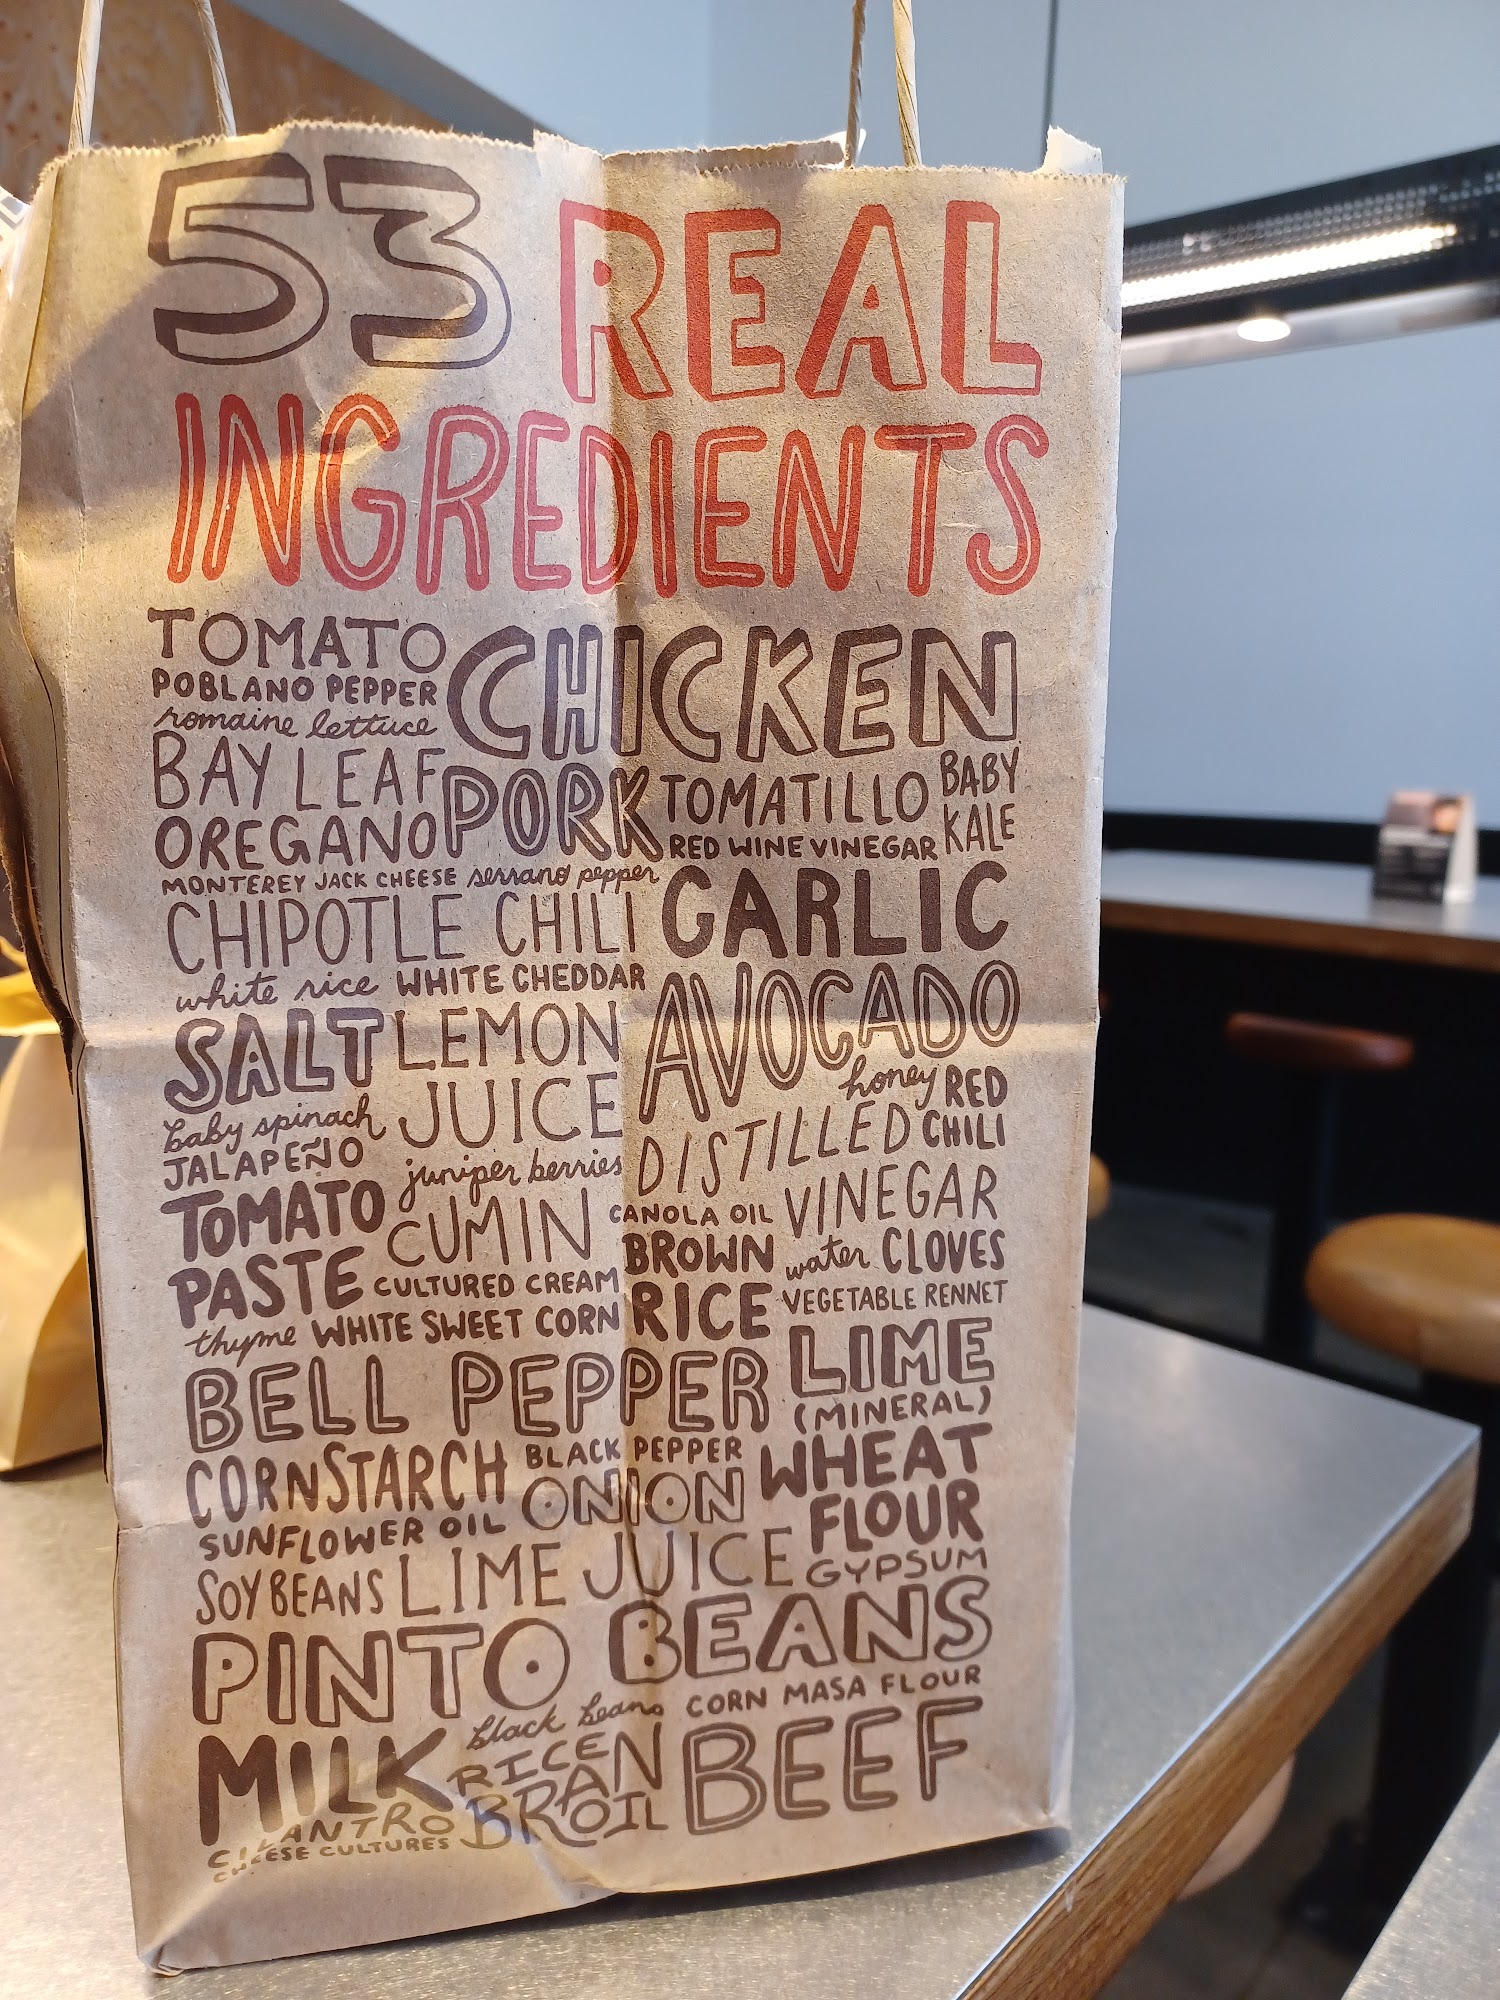 53 REAL
INGREDIENTS
TOMATO
POBLANO PEPPER
romaine lettuce
CHICKEN
BAY LEAF
OREGANO
PORK
TOMATILLO
RED WINE VINEGAR
BABY
KALE
MONTEREY JACK CHEESE serrano pepper
CHIPOTLE CHILI
GARLIC
white rice WHITE CHEDDAR
SALT
LEMON
JUICE
AVOCADO
baby spinach
JALAPEÑO
juniper berries
honey RED
CHILI
DISTILLED
VINEGAR
TOMATO
PASTE
CUMIN
CANOLA OIL
CULTURED CREAM
BROWN
RICE
water CLOVES
VEGETABLE RENNET
thyme WHITE SWEET CORN
BELL PEPPER
LIME
(MINERAL)
CORNSTARCH
BLACK PEPPER
ONION
WHEAT
FLOUR
SUNFLOWER OIL
SOYBEANS
LIME JUICE
GYPSUM
PINTO BEANS
black beans CORN MASA FLOUR
MILK
RICE
BRAN
OIL
BEEF
CILANTRO
CHEESE CULTURES